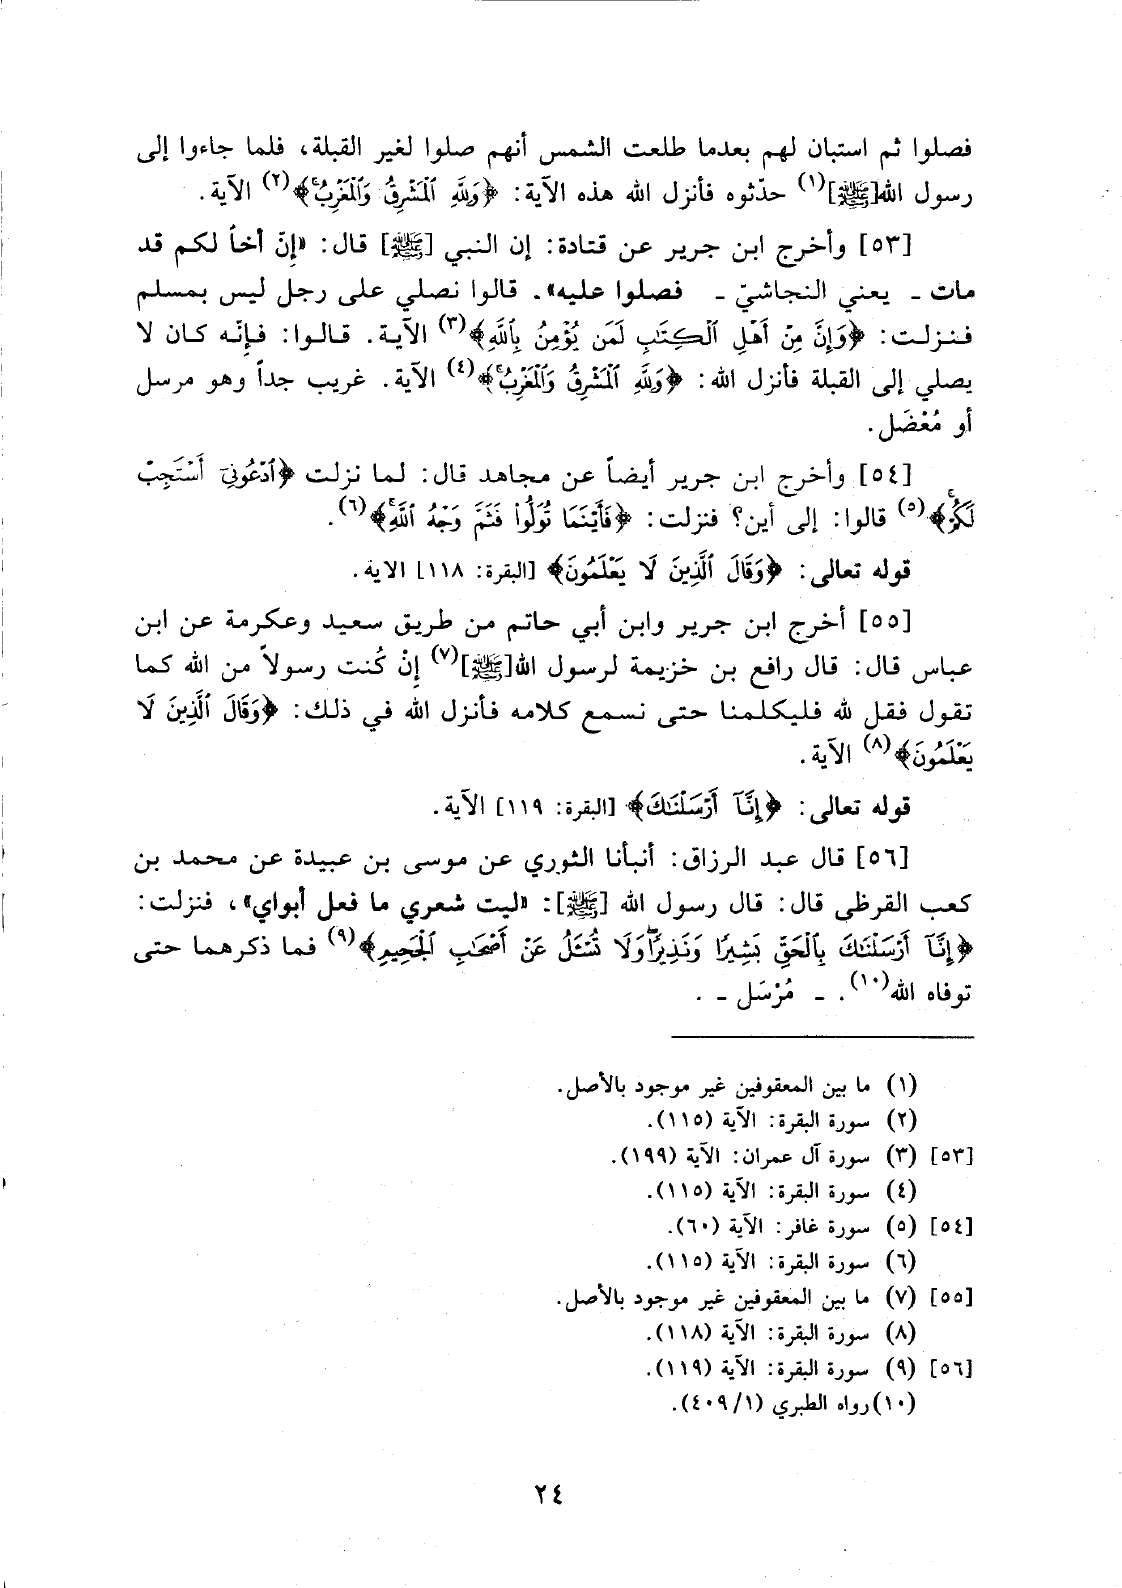 فصلوا ثم استبان لهم بعدما طلعت الشمس أنهم صلوا لغير القبلة، فلما جاءوا إلى
رسول الله[ﷺ](١) حدّثوه فأنزل الله هذه الآية: ﴿وَلِلَّهِ ٱلْمَشْرِقُ وَٱلْمَغْرِبُ﴾(٢) الآية.
[٥٣] وأخرج ابن جرير عن قتادة: إن النبي [ﷺ] قال: «إنّ أخاً لكم قد
مات ـ يعني النجاشيّ ـ فصلوا عليه». قالوا نصلي على رجل ليس بمسلم
فنزلت: ﴿وَإِنَّ مِنْ أَهْلِ ٱلْكِتَٰبِ لَمَن يُؤْمِنُ بِٱللَّهِ﴾(٣) الآية. قالوا: فإنّه كان لا
يصلي إلى القبلة فأنزل الله: ﴿وَلِلَّهِ ٱلْمَشْرِقُ وَٱلْمَغْرِبُ﴾(٤) الآية. غريب جداً وهو مرسل
أو مُعْضَل.
[٥٤] وأخرج ابن جرير أيضاً عن مجاهد قال: لما نزلت ﴿ٱدْعُونِىٓ أَسْتَجِبْ
لَكُمْ﴾(٥) قالوا: إلى أين؟ فنزلت: ﴿فَأَيْنَمَا تُوَلُّوا۟ فَثَمَّ وَجْهُ ٱللَّهِ﴾(٦).
قوله تعالى: ﴿وَقَالَ ٱلَّذِينَ لَا يَعْلَمُونَ﴾ [البقرة: ١١٨] الاية.
[٥٥] أخرج ابن جرير وابن أبي حاتم من طريق سعيد وعكرمة عن ابن
عباس قال: قال رافع بن خزيمة لرسول الله[ﷺ](٧) إنْ كُنت رسولاً من الله كما
تقول فقل لله فليكلمنا حتى نسمع كلامه فأنزل الله في ذلك: ﴿وَقَالَ ٱلَّذِينَ لَا
يَعْلَمُونَ﴾(٨) الآية.
قوله تعالى: ﴿إِنَّآ أَرْسَلْنَٰكَ﴾ [البقرة: ١١٩] الآية.
[٥٦] قال عبد الرزاق: أنبأنا الثوري عن موسى بن عبيدة عن محمد بن
كعب القرظي قال: قال رسول الله [ﷺ]: «ليت شعري ما فعل أبواي»، فنزلت:
﴿إِنَّآ أَرْسَلْنَٰكَ بِٱلْحَقِّ بَشِيرًا وَنَذِيرًا وَلَا تُسْـَٔلُ عَنْ أَصْحَٰبِ ٱلْجَحِيمِ﴾(٩) فما ذكرهما حتى
توفاه الله(١٠). ـ مُرْسَل ـ .
(١) ما بين المعقوفين غير موجود بالأصل.
(٢) سورة البقرة: الآية (١١٥).
[٥٣] (٣) سورة آل عمران: الآية (١٩٩).
(٤) سورة البقرة: الآية (١١٥).
[٥٤] (٥) سورة غافر: الآية (٦٠).
(٦) سورة البقرة: الآية (١١٥).
[٥٥] (٧) ما بين المعقوفين غير موجود بالأصل.
(٨) سورة البقرة: الآية (١١٨).
[٥٦] (٩) سورة البقرة: الآية (١١٩).
(١٠)رواه الطبري (٤٠٩/١).
٢٤